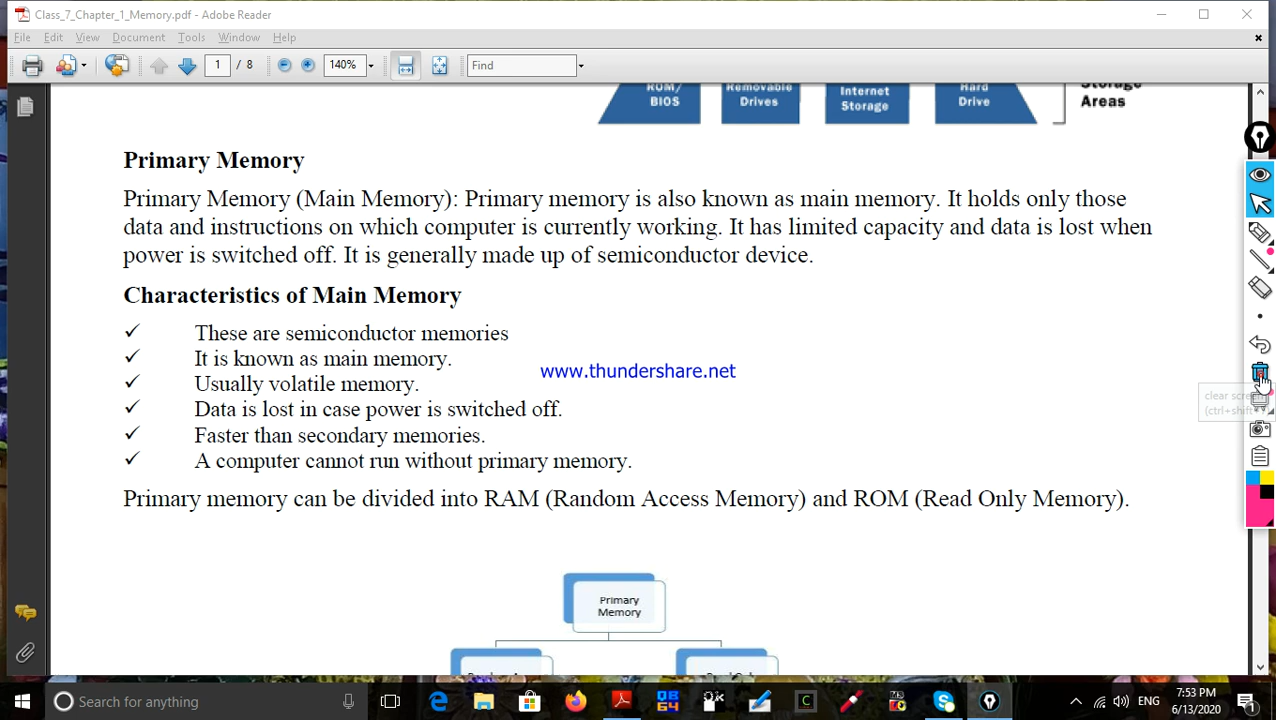 Class_7_Chapter_1_Memory.pdf - Adobe Reader
File Edit View Document Tools Window Help
1 / 8 140% Find
ROM/ Removable Internet Hard Storage
BIOS Drives Storage Drive Areas
Primary Memory
Primary Memory (Main Memory): Primary memory is also known as main memory. It holds only those
data and instructions on which computer is currently working. It has limited capacity and data is lost when
power is switched off. It is generally made up of semiconductor device.
Characteristics of Main Memory
✓ These are semiconductor memories
✓ It is known as main memory.
www.thundershare.net
✓ Usually volatile memory.
✓ Data is lost in case power is switched off.
✓ Faster than secondary memories.
✓ A computer cannot run without primary memory.
clear screen
(ctrl+shift+
Primary memory can be divided into RAM (Random Access Memory) and ROM (Read Only Memory).
Primary
Memory
Search for anything
ENG
7:53 PM
6/13/2020
1